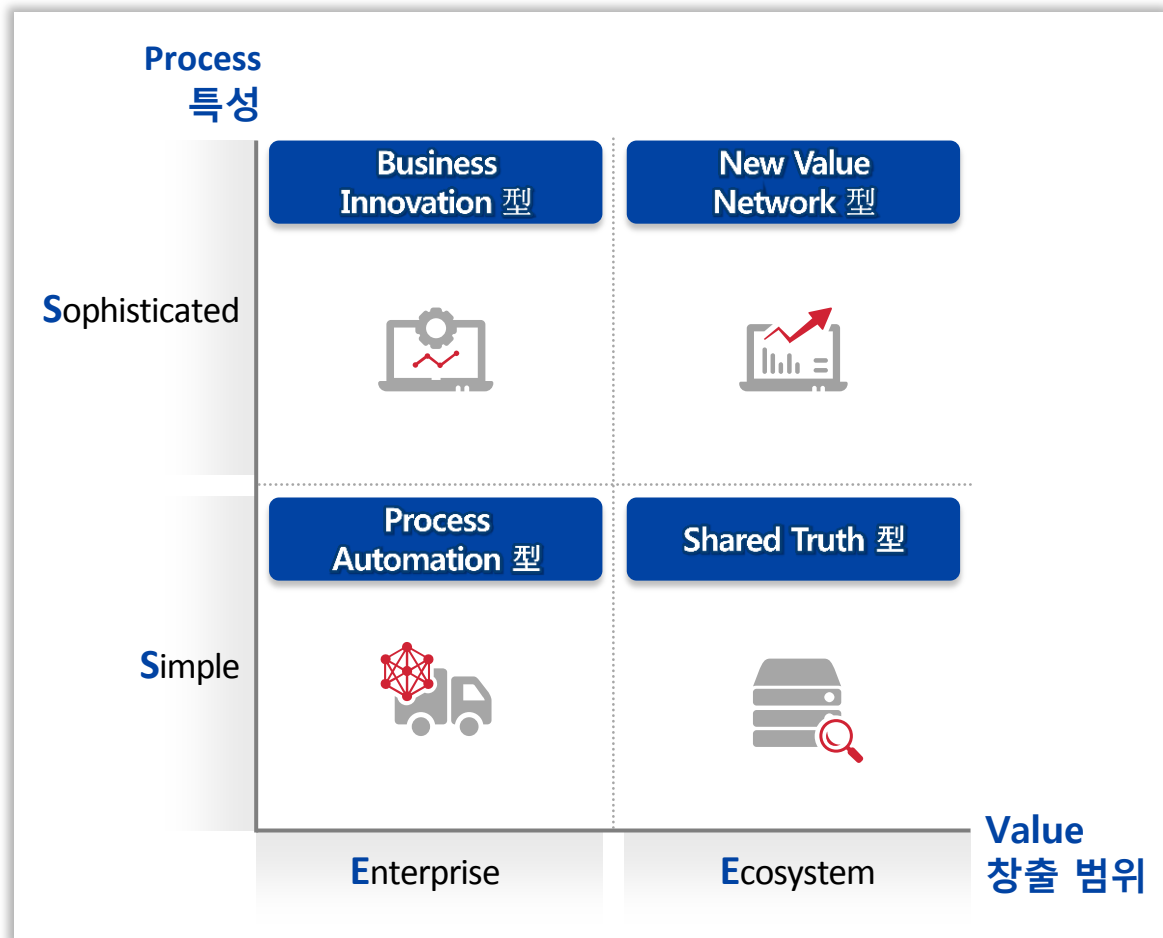 Process
특성
Business
Innovation 型
New Value
Network 型
Sophisticated
Process
Automation 型
Shared Truth 型
Simple
Value
창출 범위
Enterprise
Ecosystem